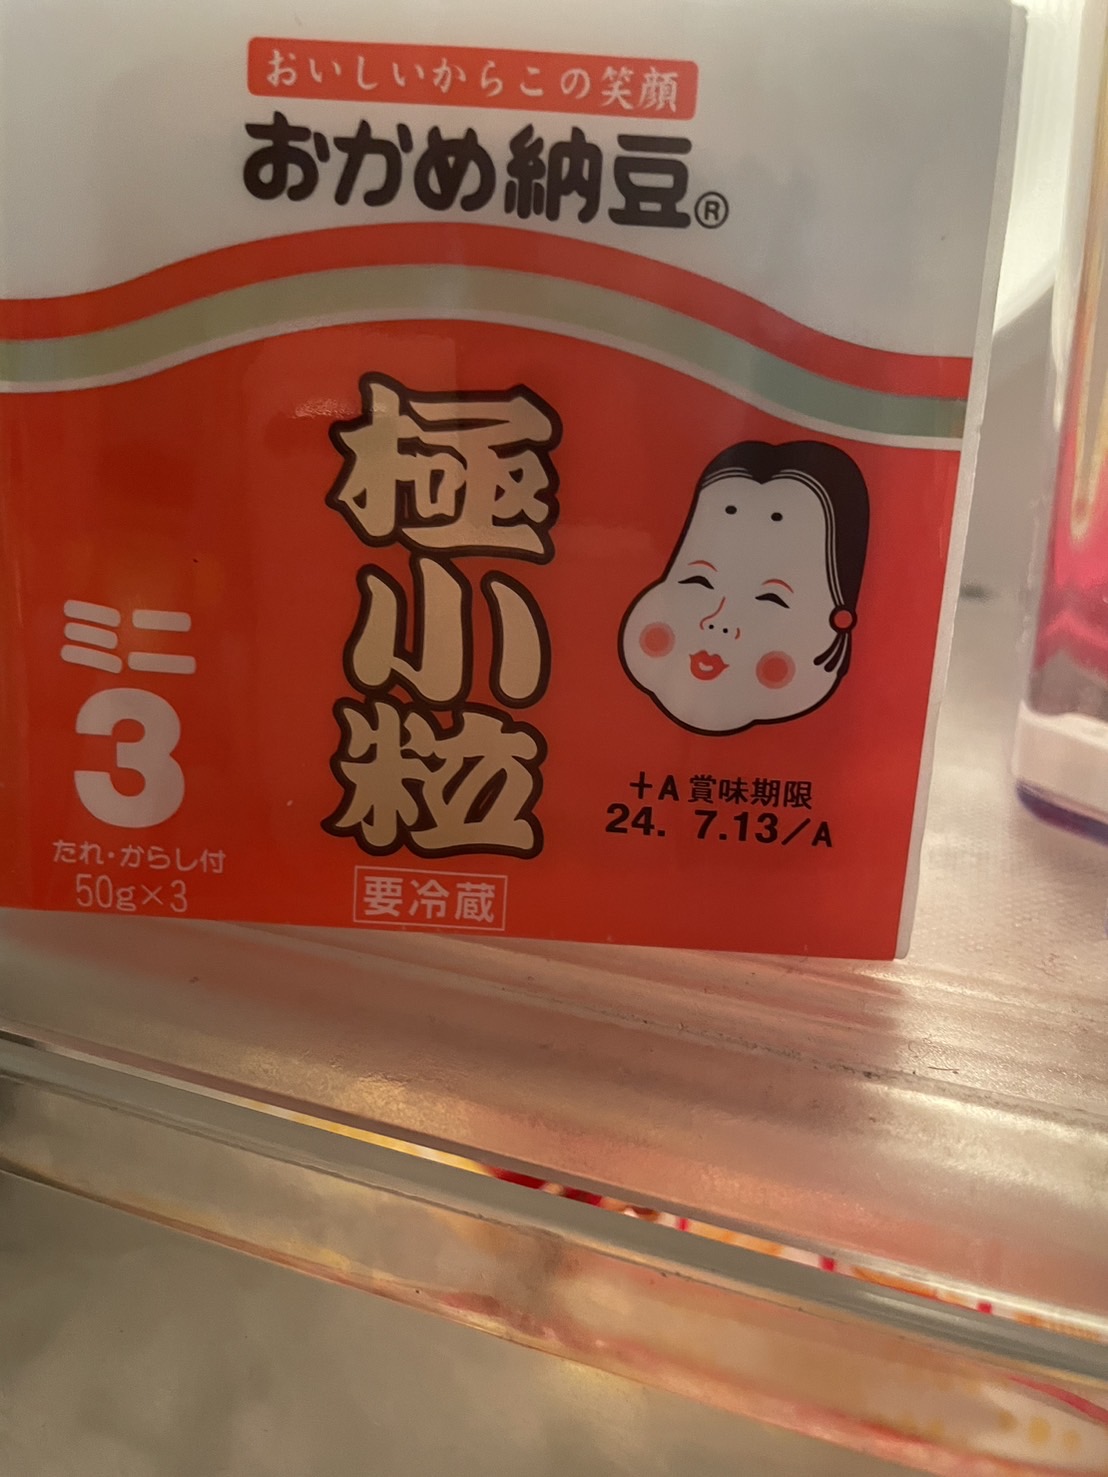 おいしいからこの笑顔
おかめ納豆®
極小粒
ミニ
3
たれ・からし付
50g×3
要冷蔵
+A賞味期限
24. 7.13/A